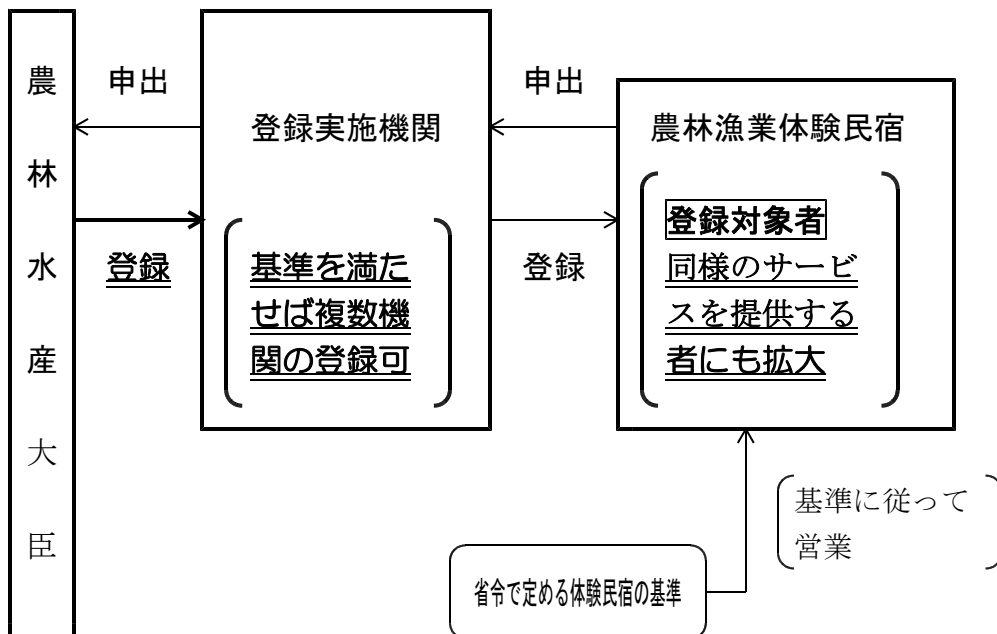 農林水産大臣
申出
登録
登録実施機関
基準を満た
せば複数機
関の登録可
申出
登録
農林漁業体験民宿
登録対象者
同様のサービ
スを提供する
者にも拡大
基準に従って
営業
省令で定める体験民宿の基準